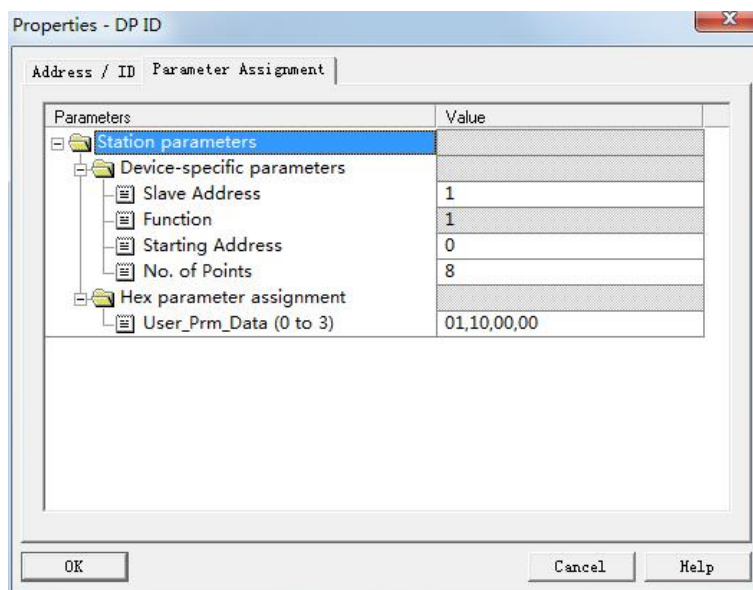 Properties - DP ID
Address / ID Parameter Assignment
Parameters Value
Station parameters
Device-specific parameters
Slave Address 1
Function 1
Starting Address 0
No. of Points 8
Hex parameter assignment
User_Prm_Data (0 to 3) 01,10,00,00
OK Cancel Help